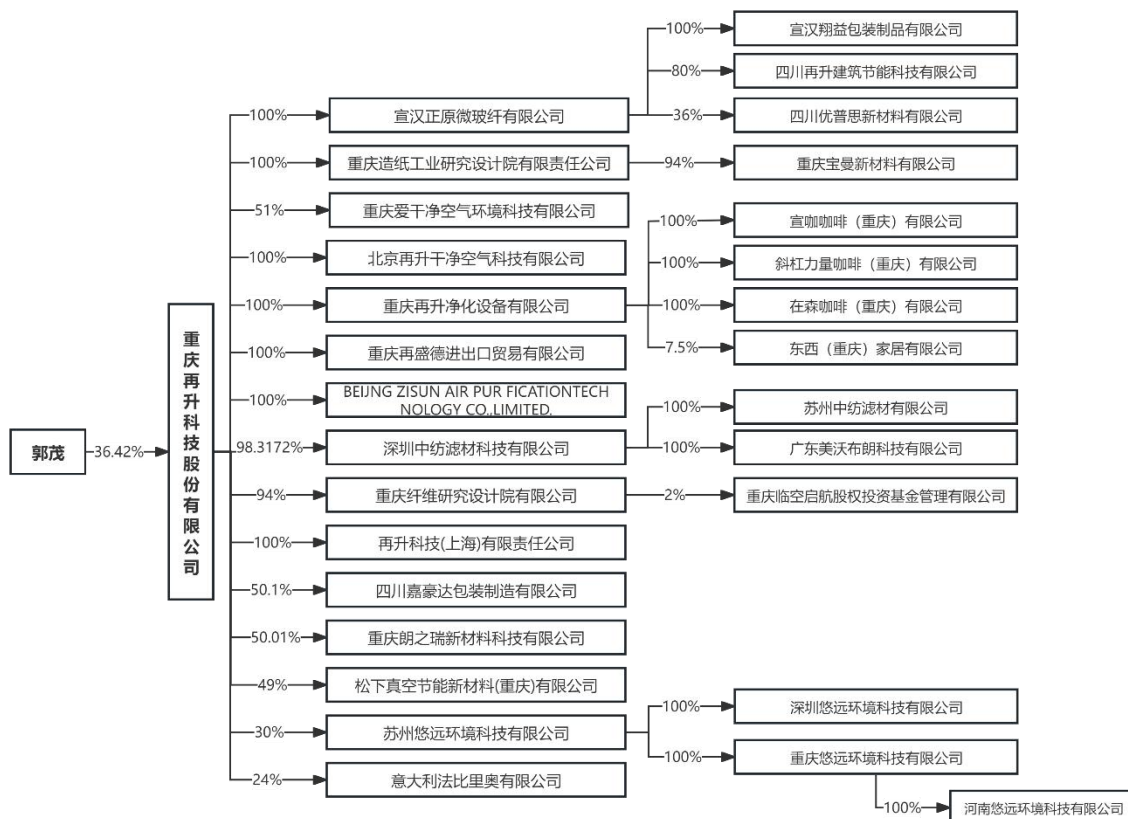 郭茂
36.42%
重庆再升科技股份有限公司
100%
宣汉正原微玻纤有限公司
100%
宣汉翔益包装制品有限公司
80%
四川再升建筑节能科技有限公司
36%
四川优普思新材料有限公司
100%
重庆造纸工业研究设计院有限责任公司
94%
重庆宝曼新材料有限公司
51%
重庆爱干净空气环境科技有限公司
100%
北京再升干净空气科技有限公司
100%
重庆再升净化设备有限公司
100%
宣咖咖啡（重庆）有限公司
100%
斜杠力量咖啡（重庆）有限公司
100%
在森咖啡（重庆）有限公司
7.5%
东西（重庆）家居有限公司
100%
重庆再盛德进出口贸易有限公司
100%
BEIJNG ZISUN AIR PUR FICATIONTECH
NOLOGY CO.,LIMITED.
98.3172%
深圳中纺滤材科技有限公司
100%
苏州中纺滤材有限公司
100%
广东美沃布朗科技有限公司
94%
重庆纤维研究设计院有限公司
2%
重庆临空启航股权投资基金管理有限公司
100%
再升科技(上海)有限责任公司
50.1%
四川嘉豪达包装制造有限公司
50.01%
重庆朗之瑞新材料科技有限公司
49%
松下真空节能新材料(重庆)有限公司
30%
苏州悠远环境科技有限公司
100%
深圳悠远环境科技有限公司
100%
重庆悠远环境科技有限公司
100%
河南悠远环境科技有限公司
24%
意大利法比里奥有限公司